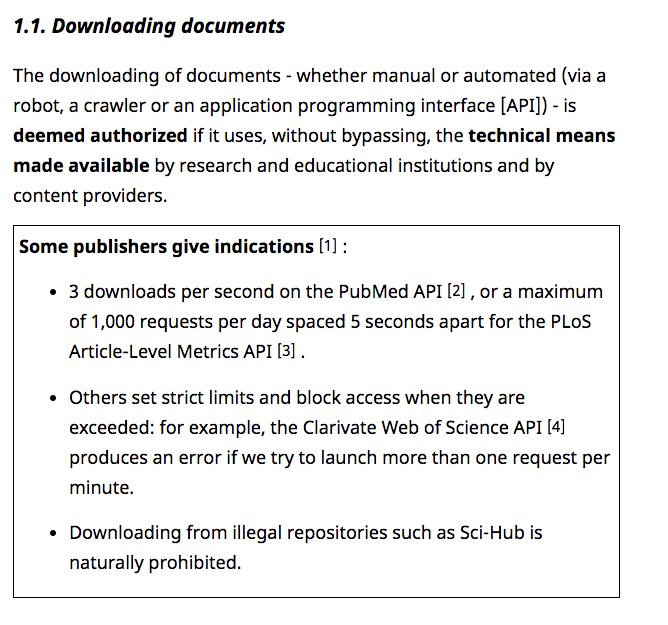 1.1. Downloading documents
The downloading of documents - whether manual or automated (via a
robot, a crawler or an application programming interface [API]) - is
deemed authorized if it uses, without bypassing, the technical means
made available by research and educational institutions and by
content providers.
Some publishers give indications [1] :
• 3 downloads per second on the PubMed API [2] , or a maximum
of 1,000 requests per day spaced 5 seconds apart for the PLoS
Article-Level Metrics API [3] .
• Others set strict limits and block access when they are
exceeded: for example, the Clarivate Web of Science API [4]
produces an error if we try to launch more than one request per
minute.
• Downloading from illegal repositories such as Sci-Hub is
naturally prohibited.